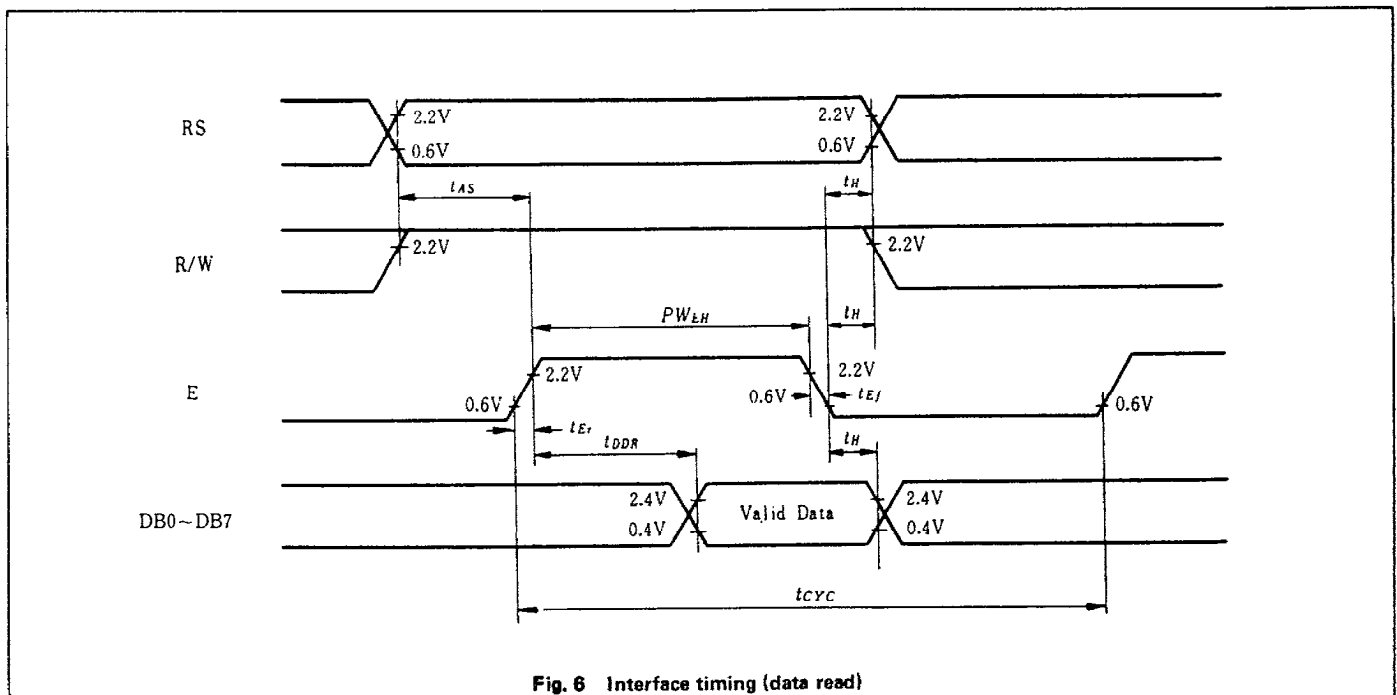 RS
2.2V
0.6V
2.2V
0.6V
tAS
tH
R/W
2.2V
2.2V
PWEH
tH
E
2.2V
0.6V
2.2V
0.6V
tEf
0.6V
tEr
tDDR
tH
DB0~DB7
2.4V
0.4V
Valid Data
2.4V
0.4V
tCYC
Fig. 6 Interface timing (data read)